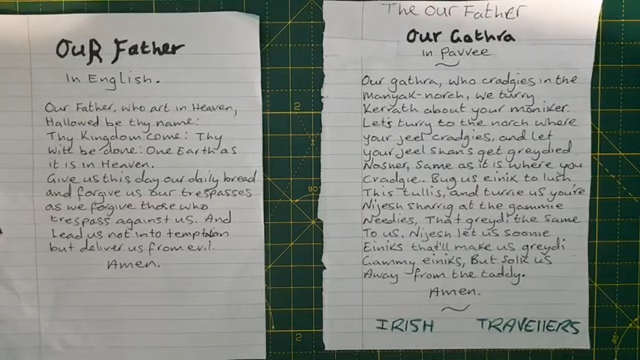 Our Father
In English.
Our Father, who art in Heaven,
Hallowed be thy name:
Thy Kingdom come: Thy
Will be done: One Earth as
it is in Heaven.
Give us this day our daily bread
and forgive us our trespasses
as we forgive those who
trespass against us. And
Lead us not into temptation
but deliver us from evil.
Amen.
The Our Father
Our Gathra
in Pavvee
Our gathra, who cradgies in the
Manyak-norch, we turry
Kerrath about your moniker.
Let's turry to the norch where
your jeel cradgies, and let
your jeel shans get greydied
Nosher, Same as it is where you
Cradgie. Bug us einik to lush
This tullis, and turrie us you're
Nijesh sharrig at the gammie
Needies, That greydi the same
To us. Nijesh let us soonie
Einiks that'll make us greydi
Gammy einiks, But solk us
Away from the taddy.
Amen.
IRISH TRAVEllERS
2
2